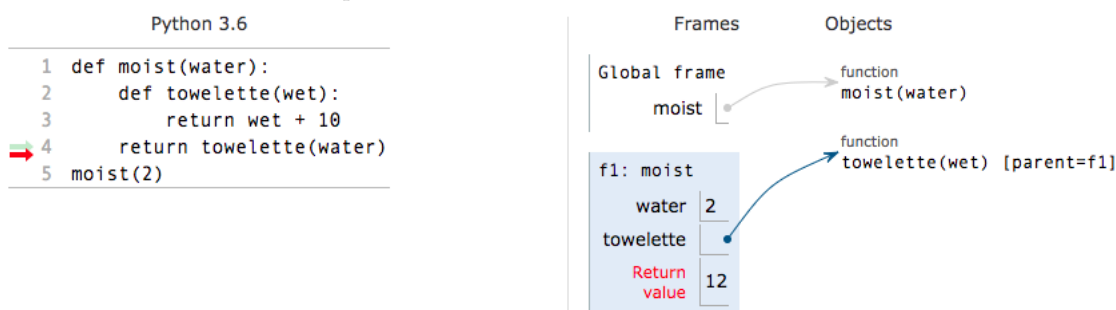 Python 3.6
1 def moist(water):
2     def towelette(wet):
3         return wet + 10
4     return towelette(water)
5 moist(2)
Frames Objects
Global frame
moist
function
moist(water)
function
towelette(wet) [parent=f1]
f1: moist
water 2
towelette
Return
value 12